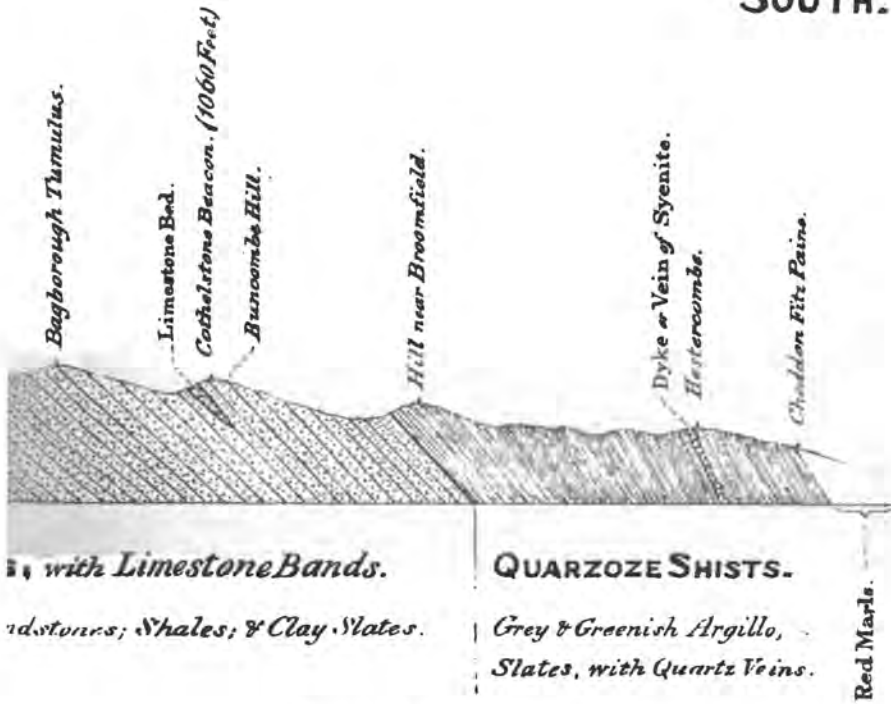 SOUTH.
Bagborough Tumulus.
Limestone Bed.
Cothelstone Beacon. (1060 Feet)
Buncombe Hill.
Hill near Broomfield.
Dyke or Vein of Syenite.
Hestercombe.
Cheddon Fitz Paine.
s, with Limestone Bands.
ndstones; Shales; & Clay Slates.
QUARZOZE SHISTS.
Grey & Greenish Argillo,
Slates, with Quartz Veins.
Red Marls.